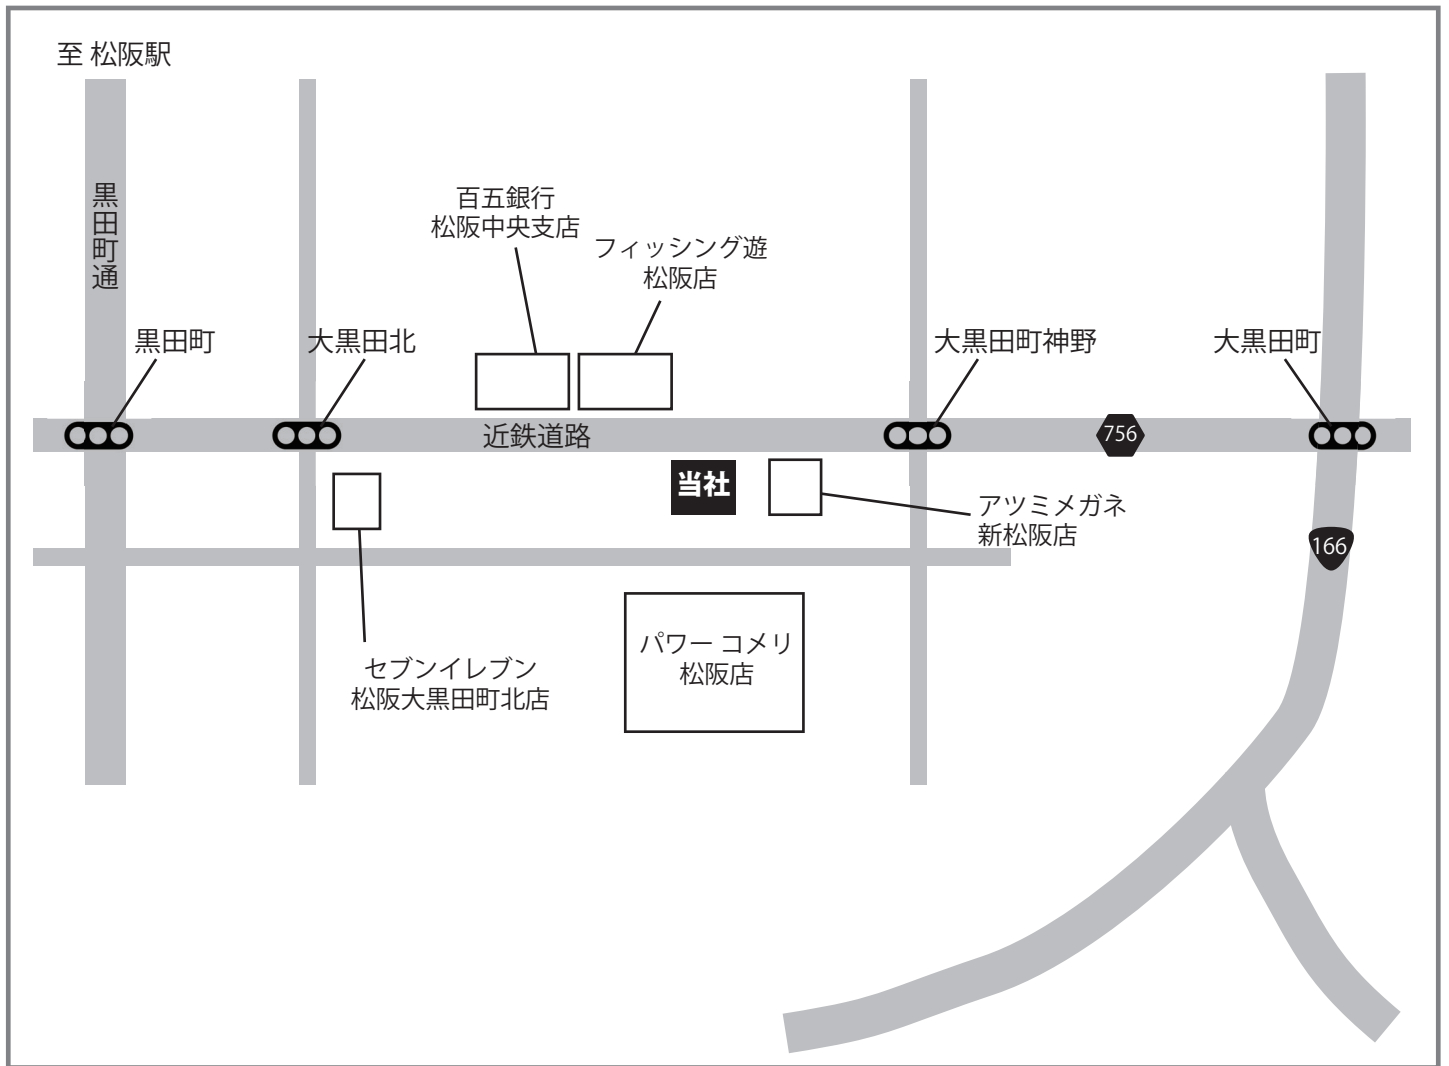 至 松阪駅
黒田町通
百五銀行
松阪中央支店
フィッシング遊
松阪店
黒田町
大黒田北
大黒田町神野
大黒田町
近鉄道路
756
当社
アツミメガネ
新松阪店
166
セブンイレブン
松阪大黒田町北店
パワー コメリ
松阪店